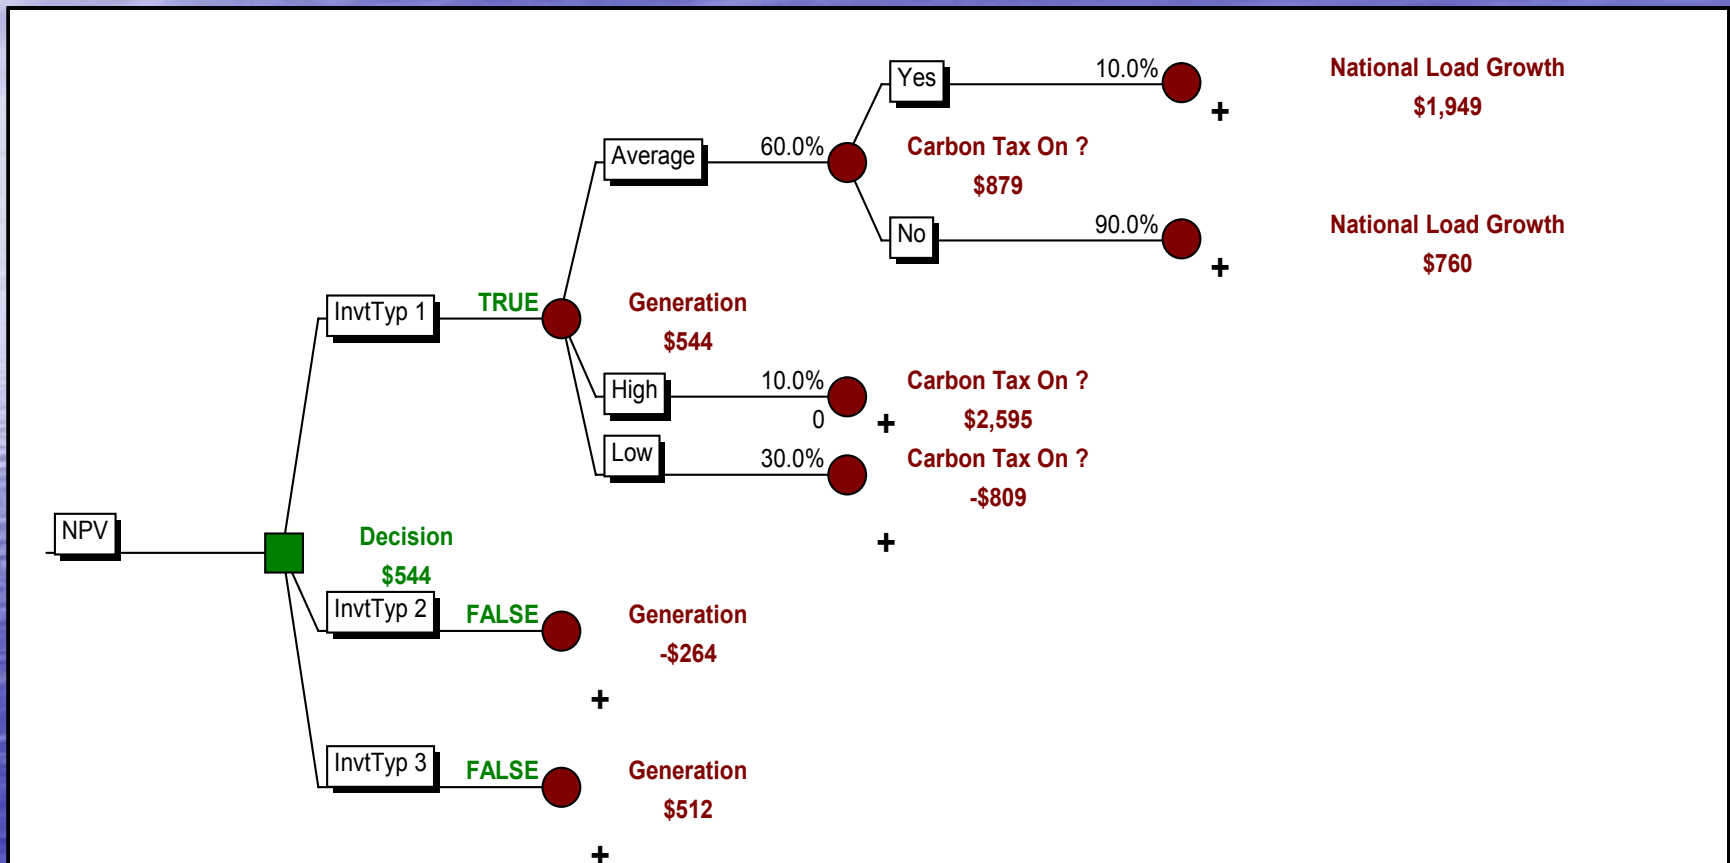 Yes
10.0%
National Load Growth
$1,949
+
Average
60.0%
Carbon Tax On ?
$879
No
90.0%
National Load Growth
$760
+
InvtTyp 1
TRUE
Generation
$544
High
10.0%
0
Carbon Tax On ?
$2,595
+
Low
30.0%
Carbon Tax On ?
-$809
+
NPV
Decision
$544
InvtTyp 2
FALSE
Generation
-$264
+
InvtTyp 3
FALSE
Generation
$512
+